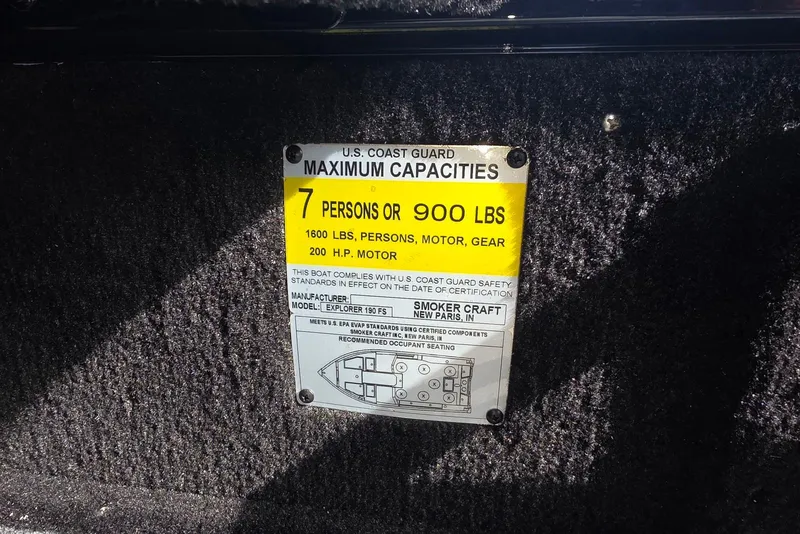 U.S. COAST GUARD
MAXIMUM CAPACITIES
7 PERSONS OR 900 LBS
1600 LBS, PERSONS, MOTOR, GEAR
200 H.P. MOTOR
THIS BOAT COMPLIES WITH U.S. COAST GUARD SAFETY
STANDARDS IN EFFECT ON THE DATE OF CERTIFICATION
MANUFACTURER: SMOKER CRAFT
MODEL: EXPLORER 190 FS NEW PARIS, IN
MEETS U.S. EPA EVAP STANDARDS USING CERTIFIED COMPONENTS
SMOKER CRAFT INC, NEW PARIS, IN
RECOMMENDED OCCUPANT SEATING